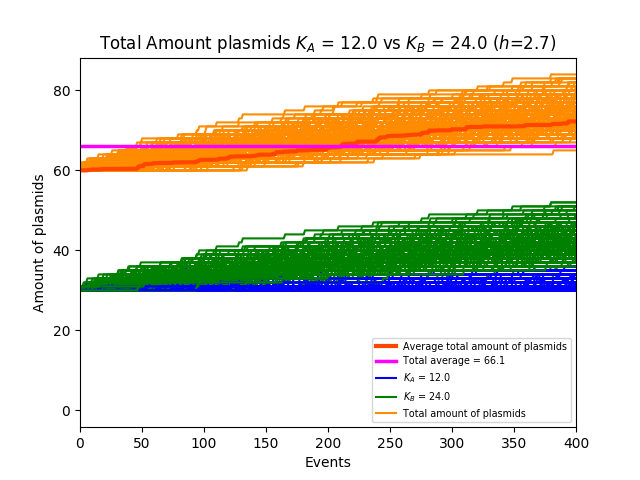 Total Amount plasmids K_A = 12.0 vs K_B = 24.0 (h=2.7)
Amount of plasmids
80
60
40
20
0
0 50 100 150 200 250 300 350 400
Events
Average total amount of plasmids
Total average = 66.1
K_A = 12.0
K_B = 24.0
Total amount of plasmids